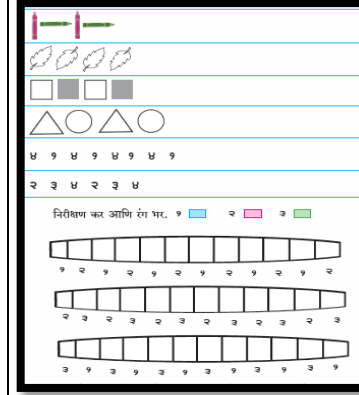 ४ १ ४ १ ४ १ ४ १
२ ३ ४ २ ३ ४
निरीक्षण कर आणि रंग भर. १ २ ३
१ २ १ २ १ २ १ २ १ २ १ २
२ ३ २ ३ २ ३ २ ३ २ ३ २ ३
३ १ ३ १ ३ १ ३ १ ३ १ ३ १